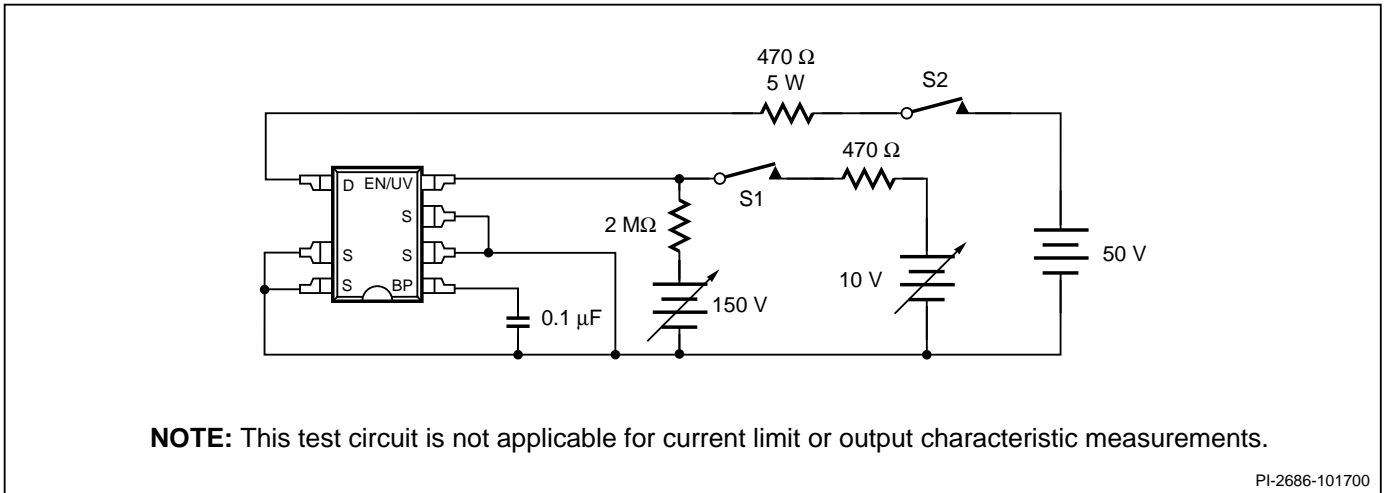 470 Ω
5 W
S2
470 Ω
D EN/UV
S
S1
2 MΩ
S S
50 V
10 V
S BP
150 V
0.1 μF
NOTE: This test circuit is not applicable for current limit or output characteristic measurements.
PI-2686-101700